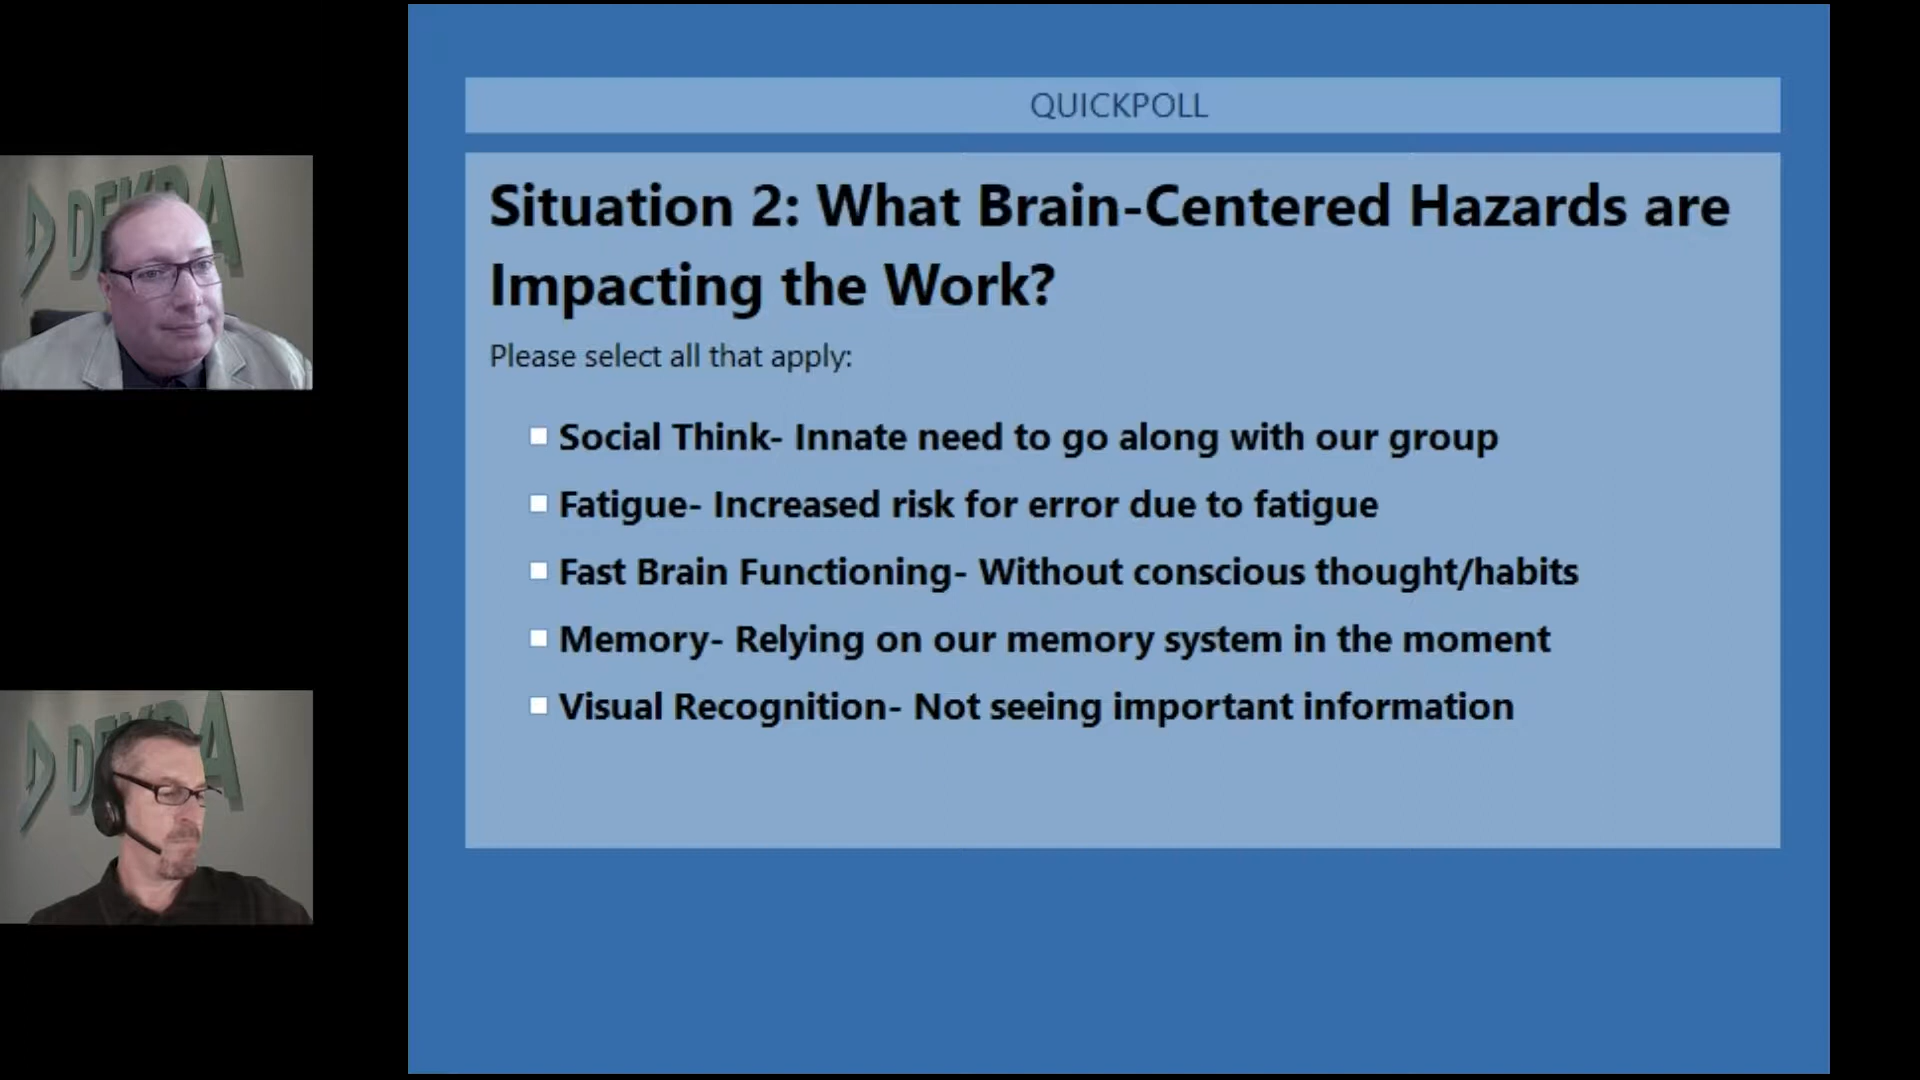 DEKRA
QUICKPOLL
Situation 2: What Brain-Centered Hazards are
Impacting the Work?
Please select all that apply:
Social Think- Innate need to go along with our group
Fatigue- Increased risk for error due to fatigue
Fast Brain Functioning- Without conscious thought/habits
Memory- Relying on our memory system in the moment
Visual Recognition- Not seeing important information
DEKRA